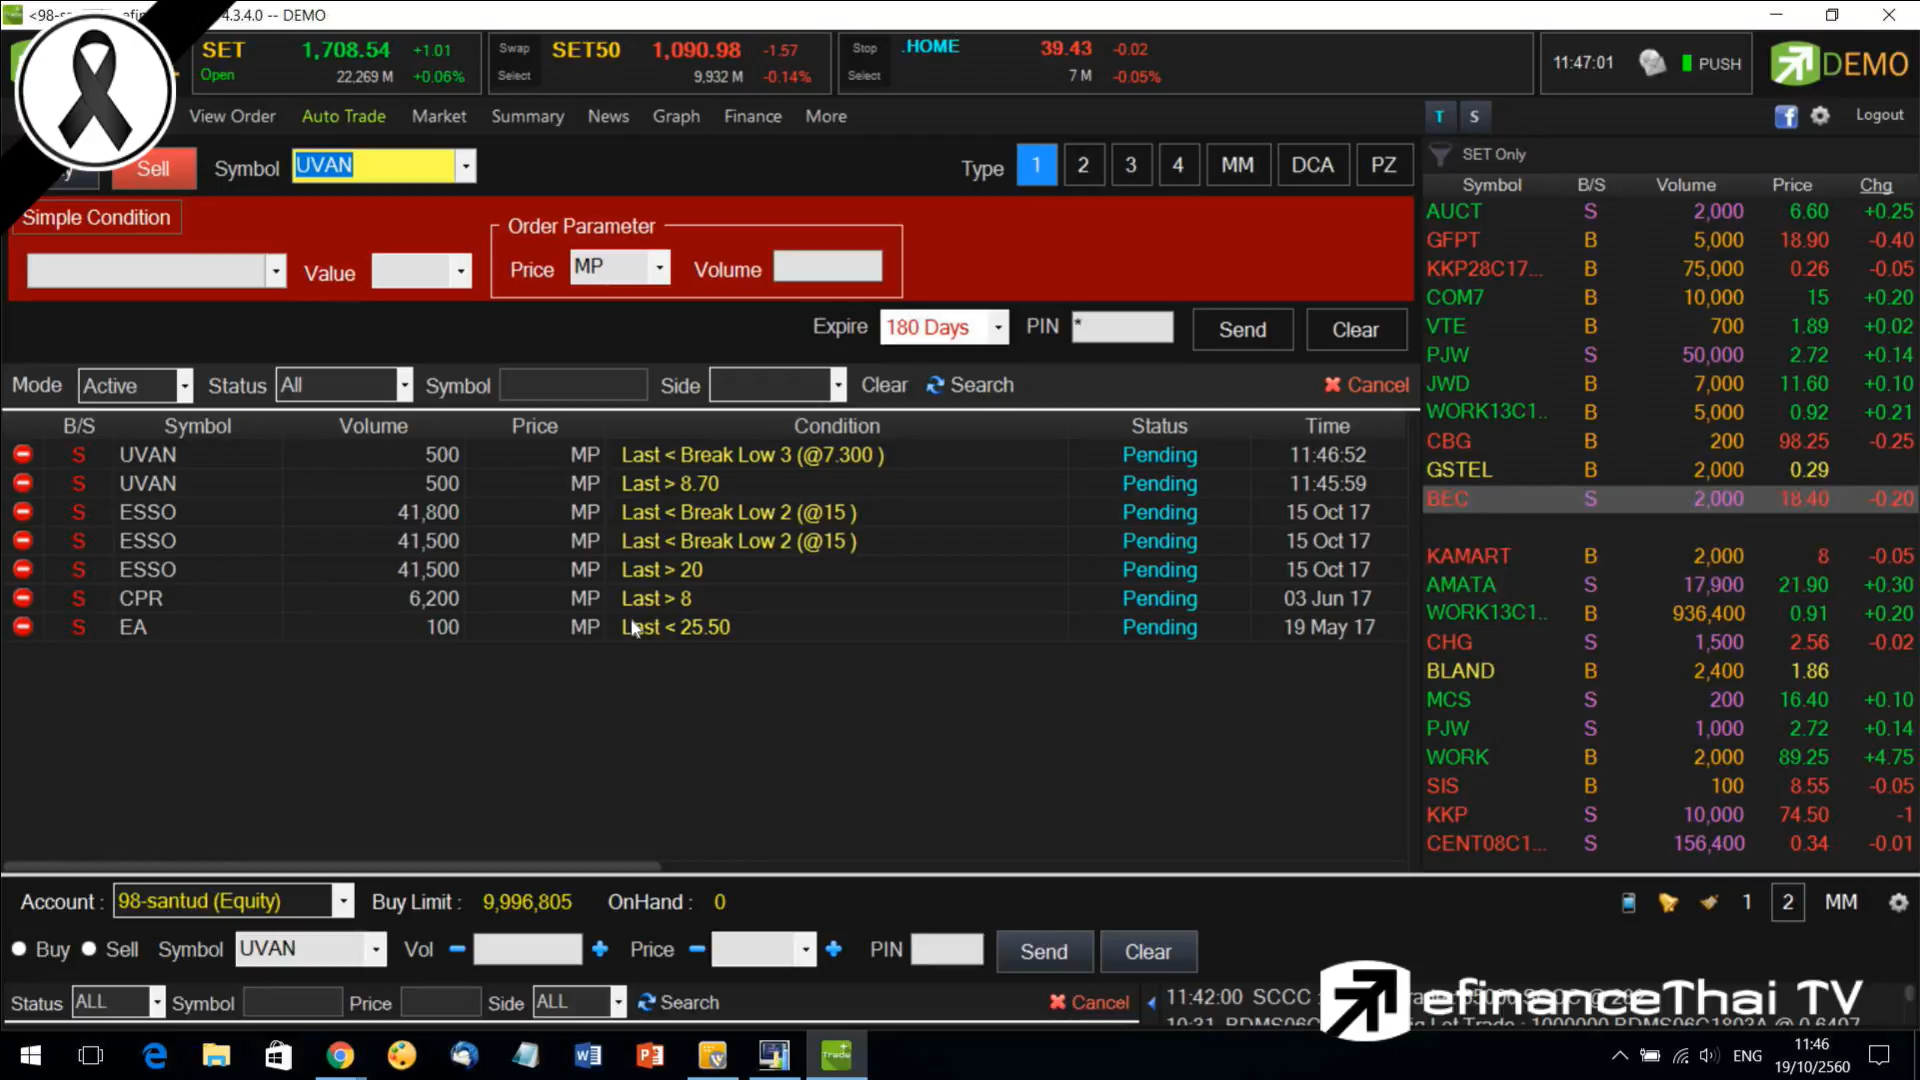 4.3.4.0 -- DEMO
SET 1,708.54 +1.01
Open 22,269 M +0.06%
Swap SET50 1,090.98 -1.57
Select 9,932 M -0.14%
Stop .HOME 39.43 -0.02
Select 7 M -0.05%
11:47:01 PUSH DEMO
View Order Auto Trade Market Summary News Graph Finance More
T S Logout
Sell Symbol UVAN Type 1 2 3 4 MM DCA PZ
Simple Condition
Order Parameter
Value Price MP Volume
Expire 180 Days PIN * Send Clear
Mode Active Status All Symbol Side Clear Search Cancel
B/S Symbol Volume Price Condition Status Time
S UVAN 500 MP Last < Break Low 3 (@7.300 ) Pending 11:46:52
S UVAN 500 MP Last > 8.70 Pending 11:45:59
S ESSO 41,800 MP Last < Break Low 2 (@15 ) Pending 15 Oct 17
S ESSO 41,500 MP Last < Break Low 2 (@15 ) Pending 15 Oct 17
S ESSO 41,500 MP Last > 20 Pending 15 Oct 17
S CPR 6,200 MP Last > 8 Pending 03 Jun 17
S EA 100 MP Last < 25.50 Pending 19 May 17
SET Only
Symbol B/S Volume Price Chg
AUCT S 2,000 6.60 +0.25
GFPT B 5,000 18.90 -0.40
KKP28C17... B 75,000 0.26 -0.05
COM7 B 10,000 15 +0.20
VTE B 700 1.89 +0.02
PJW S 50,000 2.72 +0.14
JWD B 7,000 11.60 +0.10
WORK13C1.. B 5,000 0.92 +0.21
CBG B 200 98.25 -0.25
GSTEL B 2,000 0.29
BEC S 2,000 18.40 -0.20
KAMART B 2,000 8 -0.05
AMATA S 17,900 21.90 +0.30
WORK13C1.. B 936,400 0.91 +0.20
CHG S 1,500 2.56 -0.02
BLAND B 2,400 1.86
MCS S 200 16.40 +0.10
PJW S 1,000 2.72 +0.14
WORK B 2,000 89.25 +4.75
SIS B 100 8.55 -0.05
KKP S 10,000 74.50 -1
CENT08C1... S 156,400 0.34 -0.01
Account : 98-santud (Equity) Buy Limit : 9,996,805 OnHand : 0 1 2 MM
Buy Sell Symbol UVAN Vol Price PIN Send Clear
Status ALL Symbol Price Side ALL Search Cancel
11:42:00 SCCC
efinanceThai TV
ENG 11:46
19/10/2560